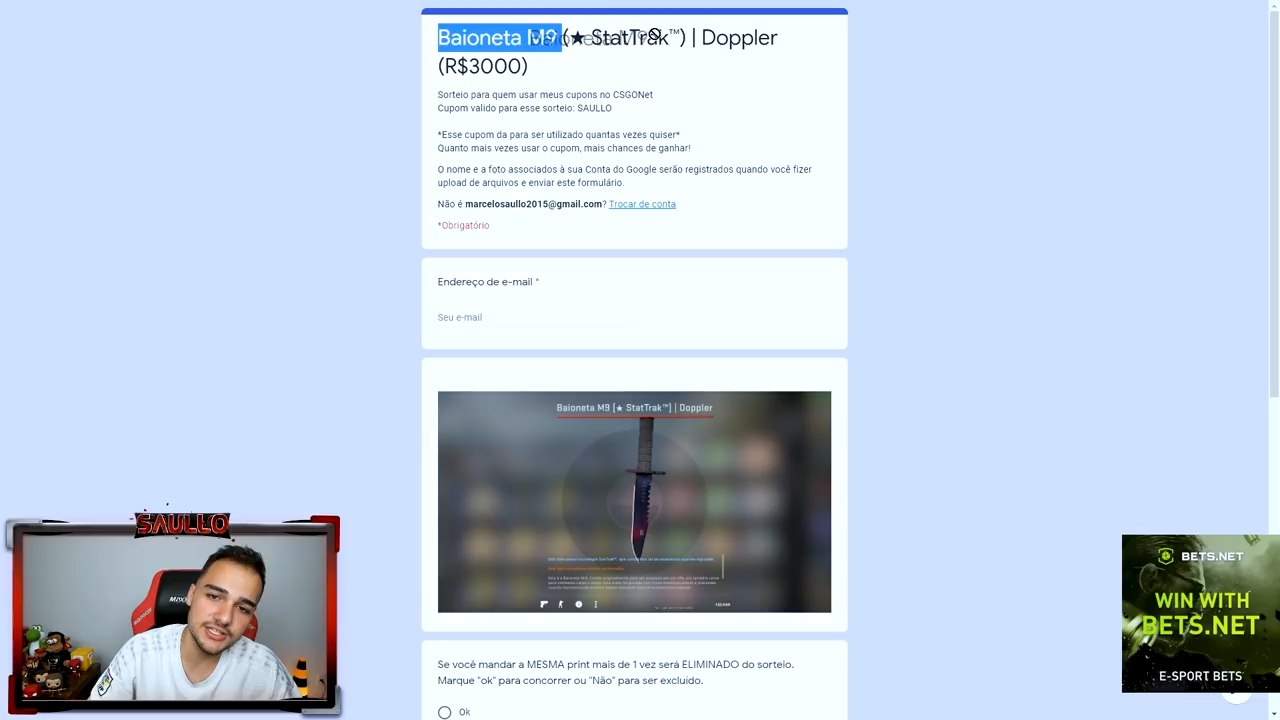 Baioneta M9 (★ StatTrak™) | Doppler
(R$3000)
Sorteio para quem usar meus cupons no CSGONet
Cupom valido para esse sorteio: SAULLO
*Esse cupom da para ser utilizado quantas vezes quiser*
Quanto mais vezes usar o cupom, mais chances de ganhar!
O nome e a foto associados à sua Conta do Google serão registrados quando você fizer
upload de arquivos e enviar este formulário.
Não é marcelosaullo2015@gmail.com? Trocar de conta
*Obrigatório
Endereço de e-mail *
Seu e-mail
Baioneta M9 (★ StatTrak™) | Doppler
FECHAR
Se você mandar a MESMA print mais de 1 vez será ELIMINADO do sorteio.
Marque "ok" para concorrer ou "Não" para ser excluido.
Ok
SAULLO
BETS.NET
WIN WITH
BETS.NET
E-SPORT BETS